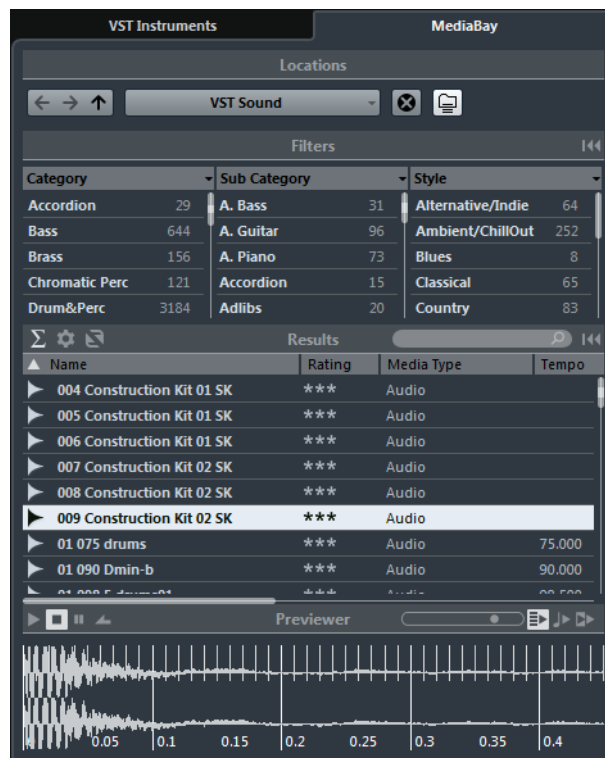 VST Instruments MediaBay
Locations
VST Sound
Filters
Category Sub Category Style
Accordion 29 A. Bass 31 Alternative/Indie 64
Bass 644 A. Guitar 96 Ambient/ChillOut 252
Brass 156 A. Piano 73 Blues 8
Chromatic Perc 121 Accordion 15 Classical 65
Drum&Perc 3184 Adlibs 20 Country 83
Results
Name Rating Media Type Tempo
004 Construction Kit 01 SK *** Audio
005 Construction Kit 01 SK *** Audio
006 Construction Kit 01 SK *** Audio
007 Construction Kit 02 SK *** Audio
008 Construction Kit 02 SK *** Audio
009 Construction Kit 02 SK *** Audio
01 075 drums *** Audio 75.000
01 090 Dmin-b *** Audio 90.000
Previewer
0.05 0.1 0.15 0.2 0.25 0.3 0.35 0.4